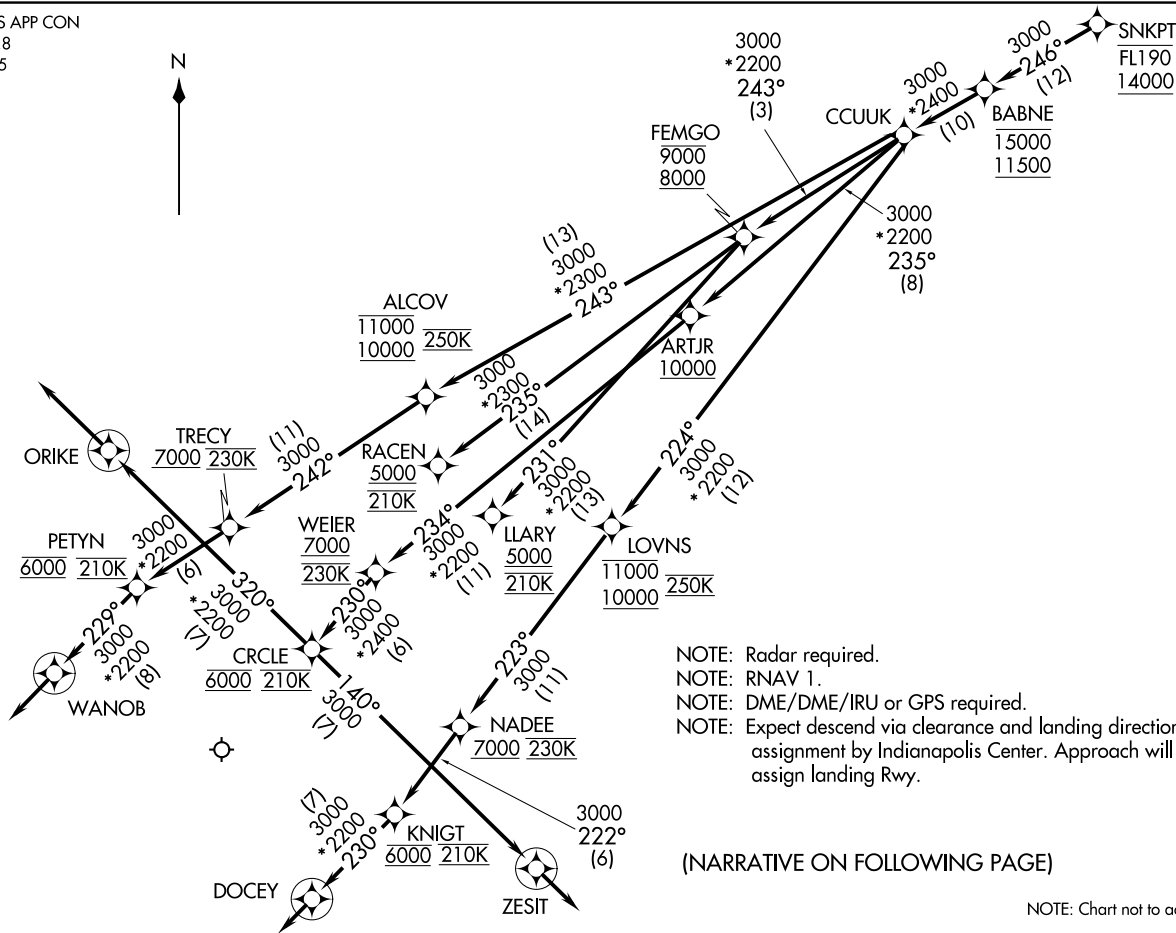 S APP CON
8
5
N
SNKPT
FL190
14000
3000
246°
(12)
BABNE
15000
11500
3000
*2400
(10)
CCUUK
3000
*2200
243°
(3)
FEMGO
9000
8000
3000
*2200
235°
(8)
(13)
3000
*2300
243°
ALCOV
11000
10000
250K
ARTJR
10000
3000
*2300
235°
(14)
RACEN
5000
210K
224°
3000
*2200
(12)
231°
3000
*2200
(13)
LLARY
5000
210K
234°
3000
*2200
(11)
WEIER
7000
230K
LOVNS
11000
10000
250K
(11)
3000
242°
TRECY
7000 230K
ORIKE
PETYN
6000 210K
3000
*2200
(6)
320°
3000
*2200
(7)
229°
3000
*2200
(8)
WANOB
230°
3000
*2400
(6)
CRCLE
6000 210K
140°
3000
(7)
223°
3000
(11)
NADEE
7000 230K
3000
222°
(6)
KNIGT
6000 210K
(7)
3000
*2200
230°
DOCEY
ZESIT
NOTE: Radar required.
NOTE: RNAV 1.
NOTE: DME/DME/IRU or GPS required.
NOTE: Expect descend via clearance and landing direction
assignment by Indianapolis Center. Approach will
assign landing Rwy.
(NARRATIVE ON FOLLOWING PAGE)
NOTE: Chart not to